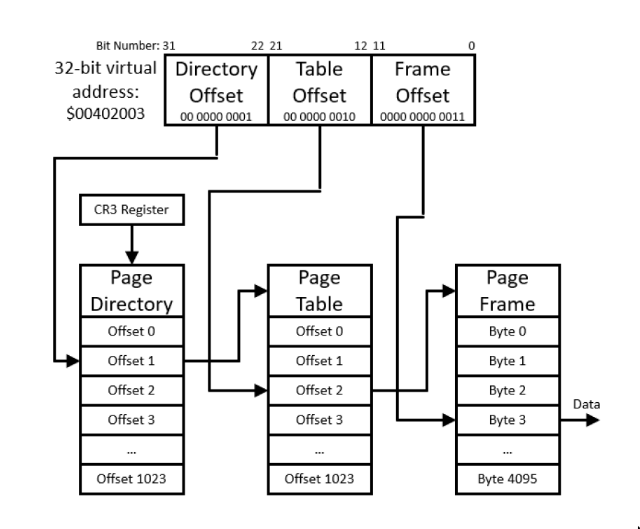 Bit Number: 31 22 21 12 11 0
32-bit virtual
address:
$00402003
Directory
Offset
00 0000 0001
Table
Offset
00 0000 0010
Frame
Offset
0000 0000 0011
CR3 Register
Page
Directory
Offset 0
Offset 1
Offset 2
Offset 3
...
Offset 1023
Page
Table
Offset 0
Offset 1
Offset 2
Offset 3
...
Offset 1023
Page
Frame
Byte 0
Byte 1
Byte 2
Byte 3
...
Byte 4095
Data